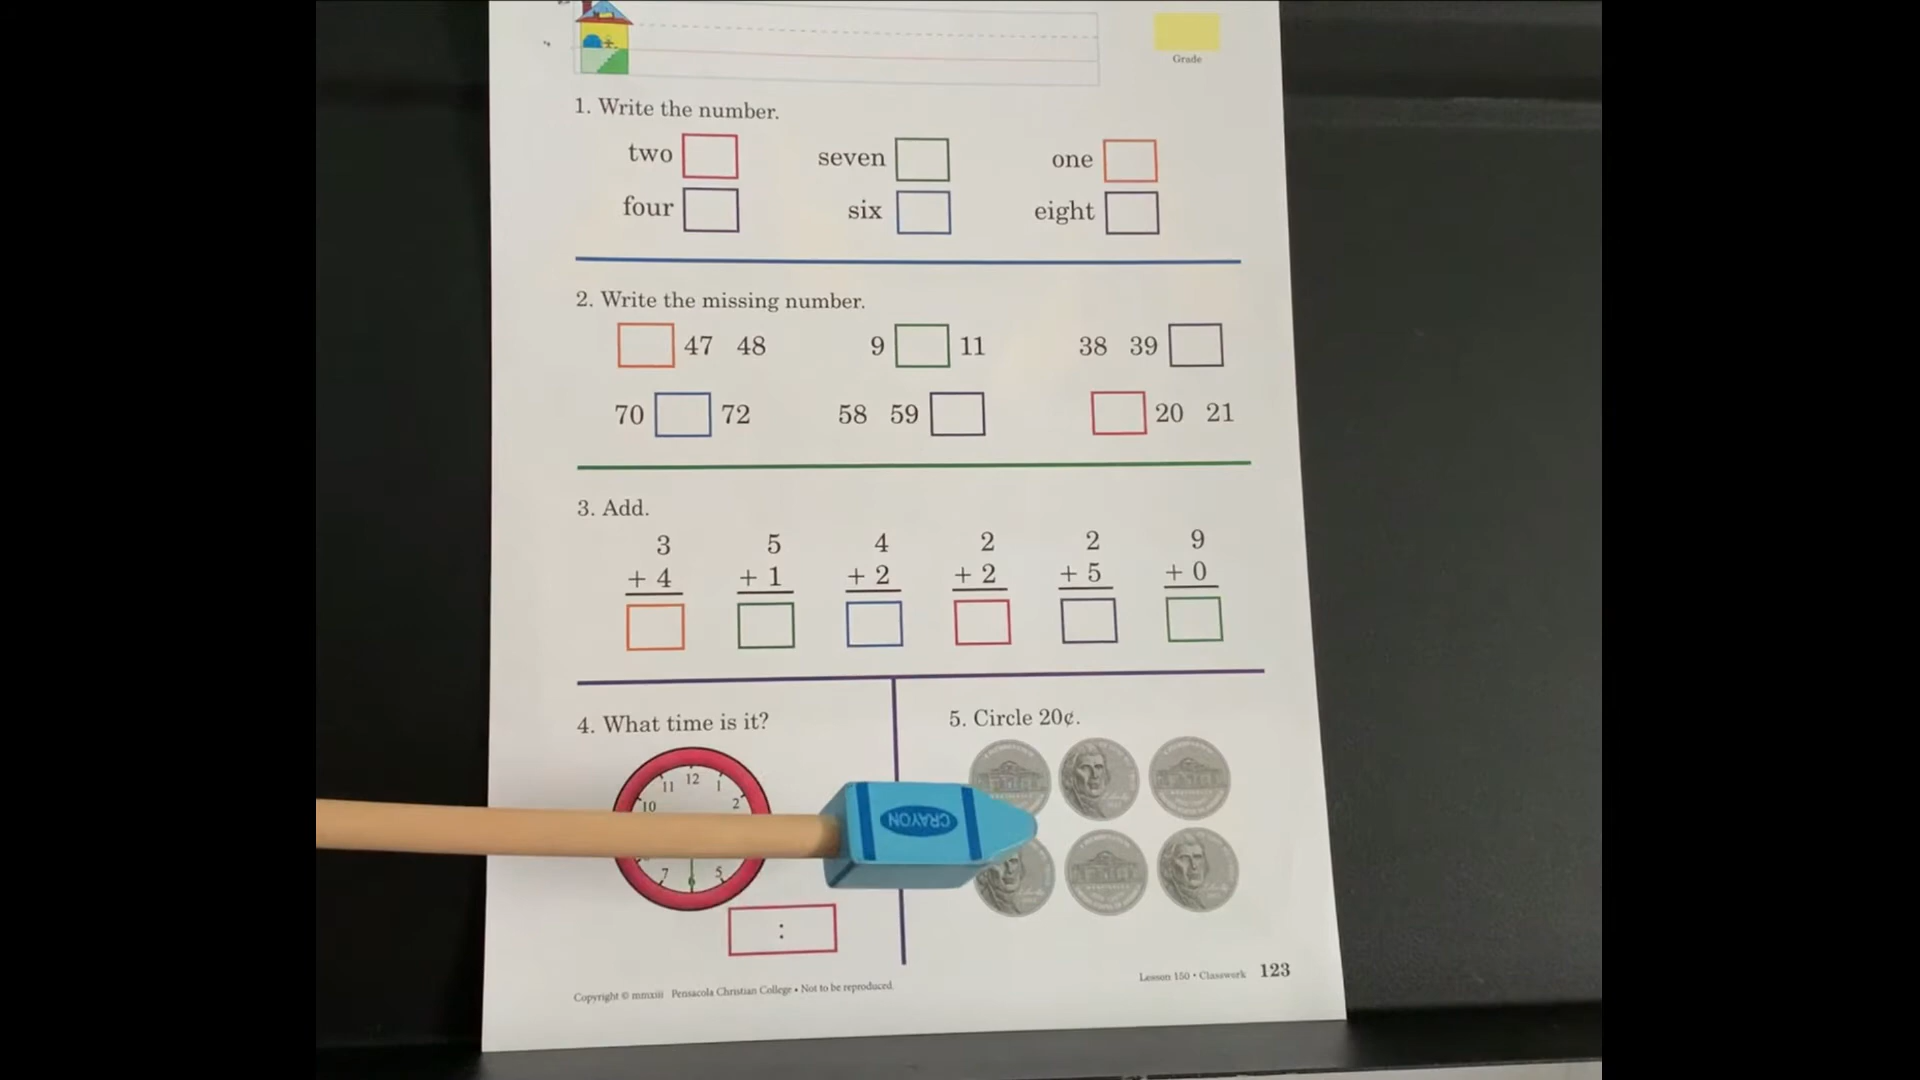 Grade
1. Write the number.
two seven one
four six eight
2. Write the missing number.
47 48 9 11 38 39
70 72 58 59 20 21
3. Add.
3 5 4 2 2 9
+ 4 + 1 + 2 + 2 + 5 + 0
4. What time is it?
5. Circle 20¢.
11 12 1
10 2
CRAYON
7 6 5
:
Lesson 150 • Classwork 123
Copyright © mmxiii Pensacola Christian College • Not to be reproduced.